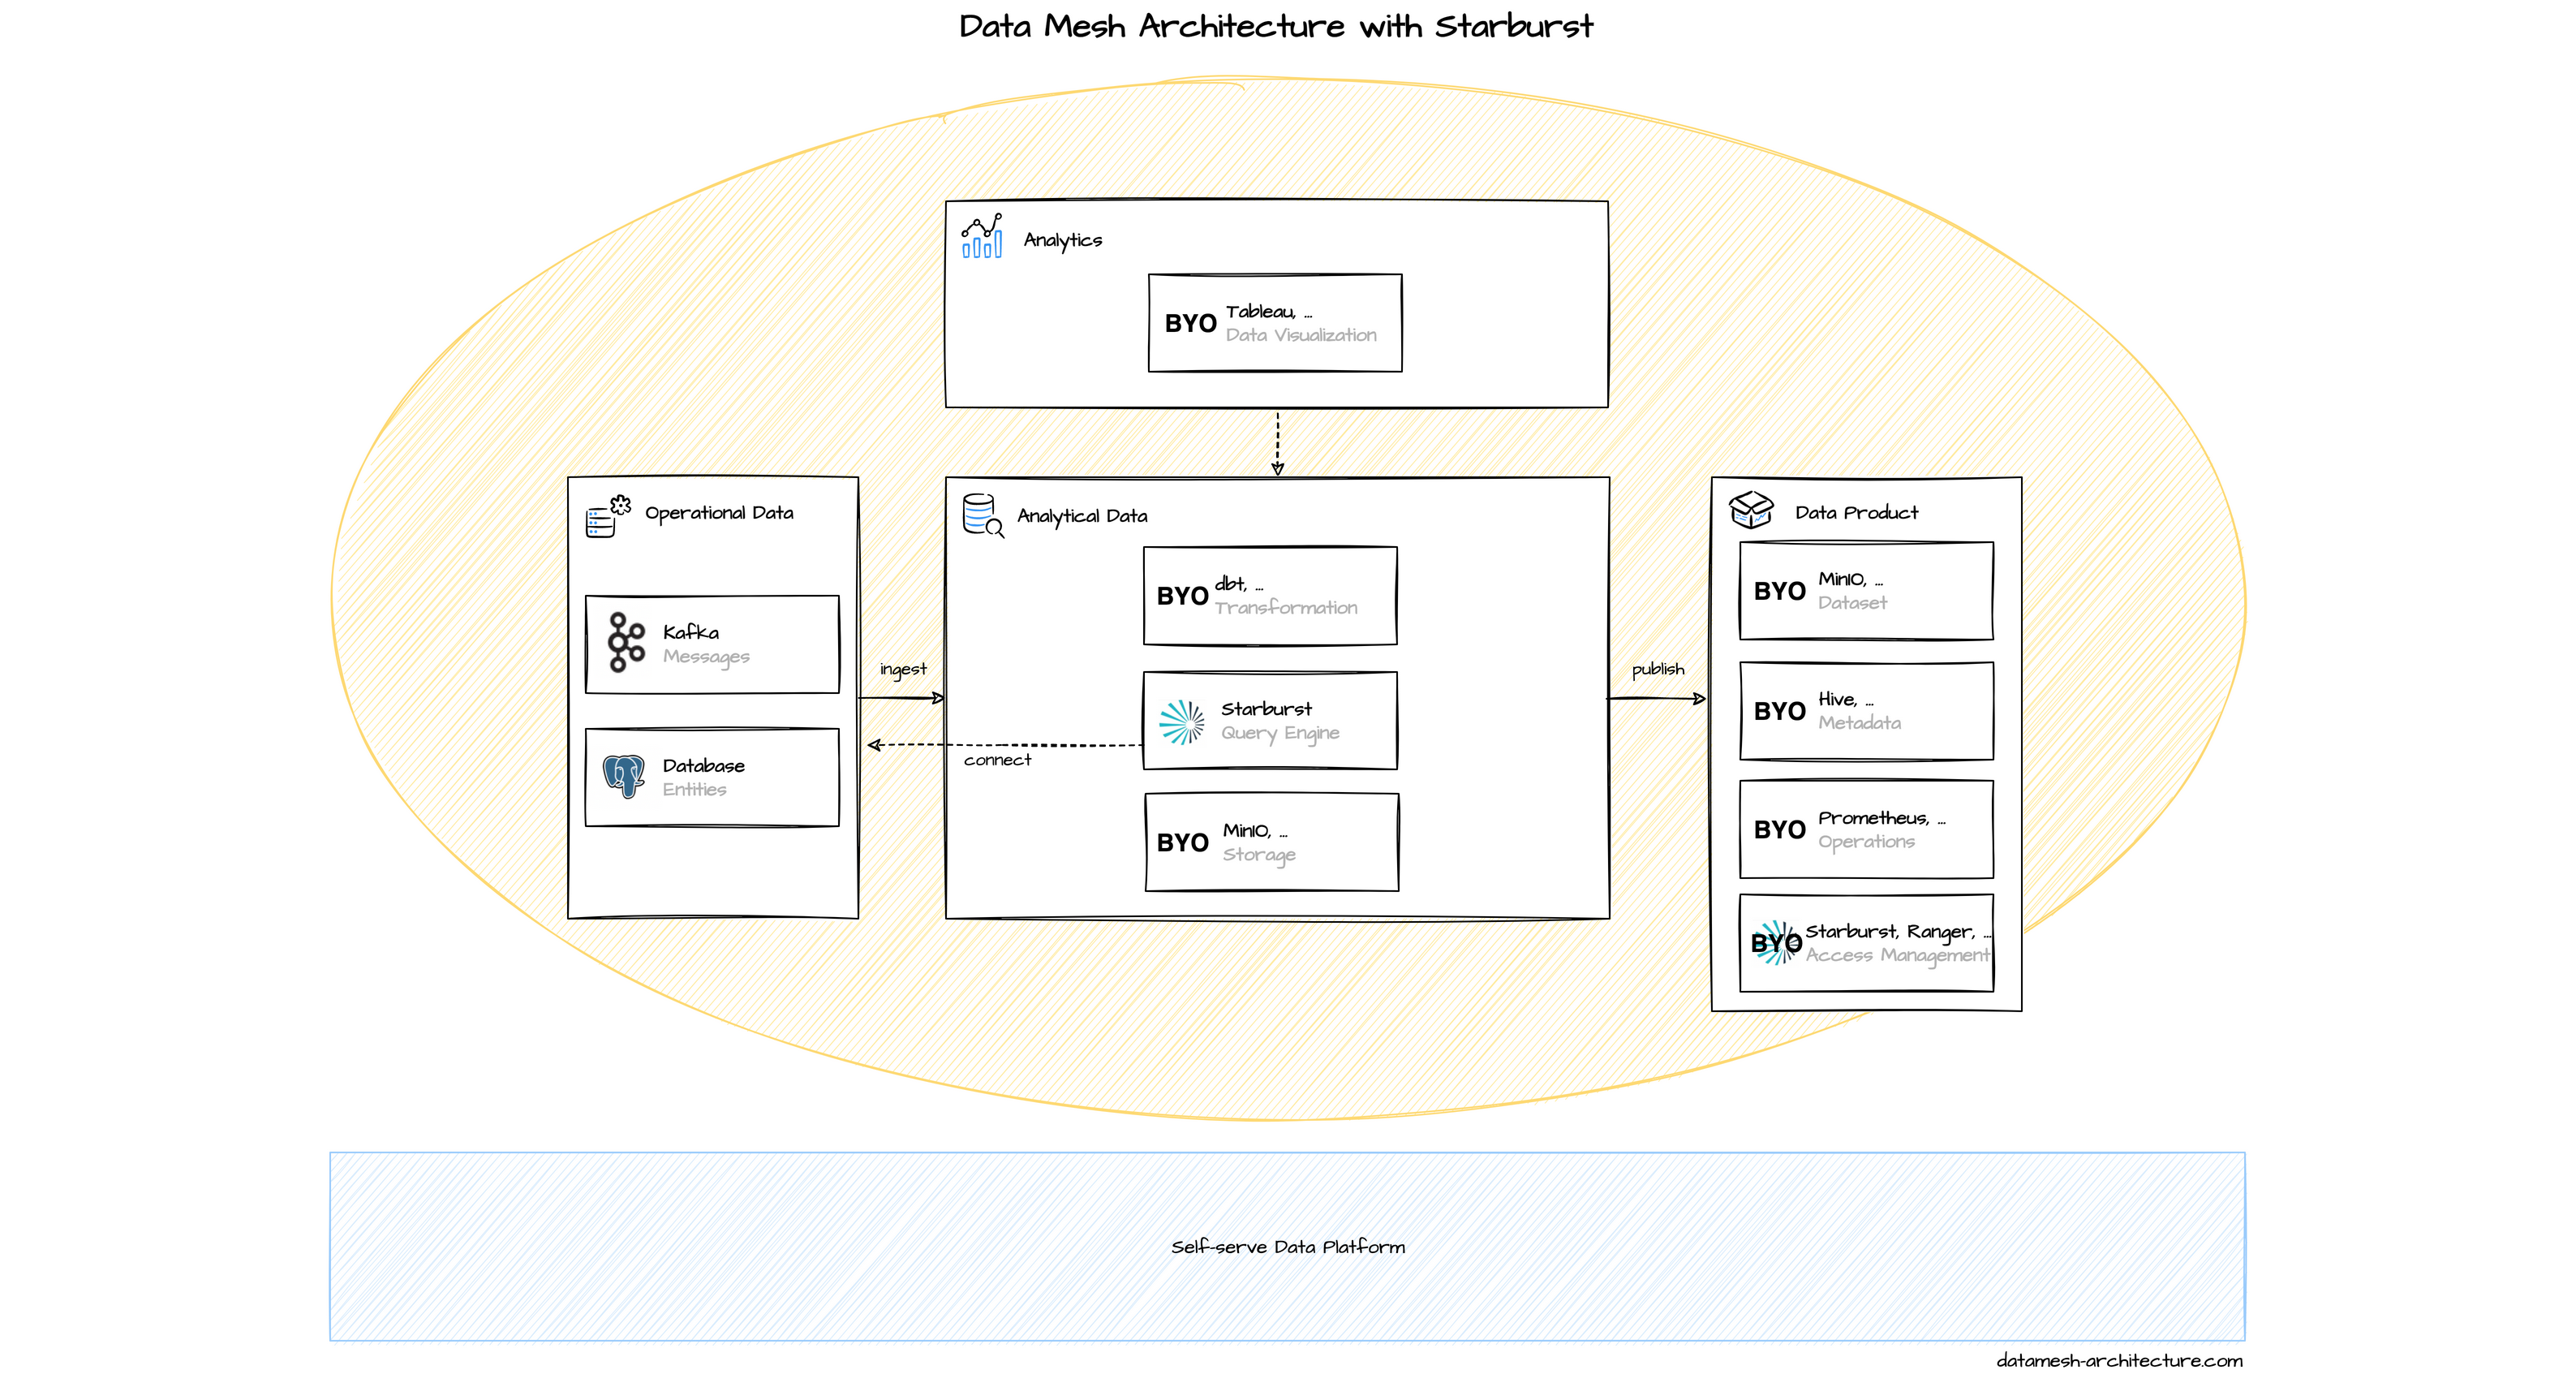 Data Mesh Architecture with Starburst
Analytics
BYO
Tableau, ...
Data Visualization
Operational Data
Kafka
Messages
Database
Entities
ingest
connect
Analytical Data
BYO
dbt, ...
Transformation
Starburst
Query Engine
BYO
MinIO, ...
Storage
publish
Data Product
BYO
MinIO, ...
Dataset
BYO
Hive, ...
Metadata
BYO
Prometheus, ...
Operations
BYO
Starburst, Ranger, ...
Access Management
Self-serve Data Platform
datamesh-architecture.com